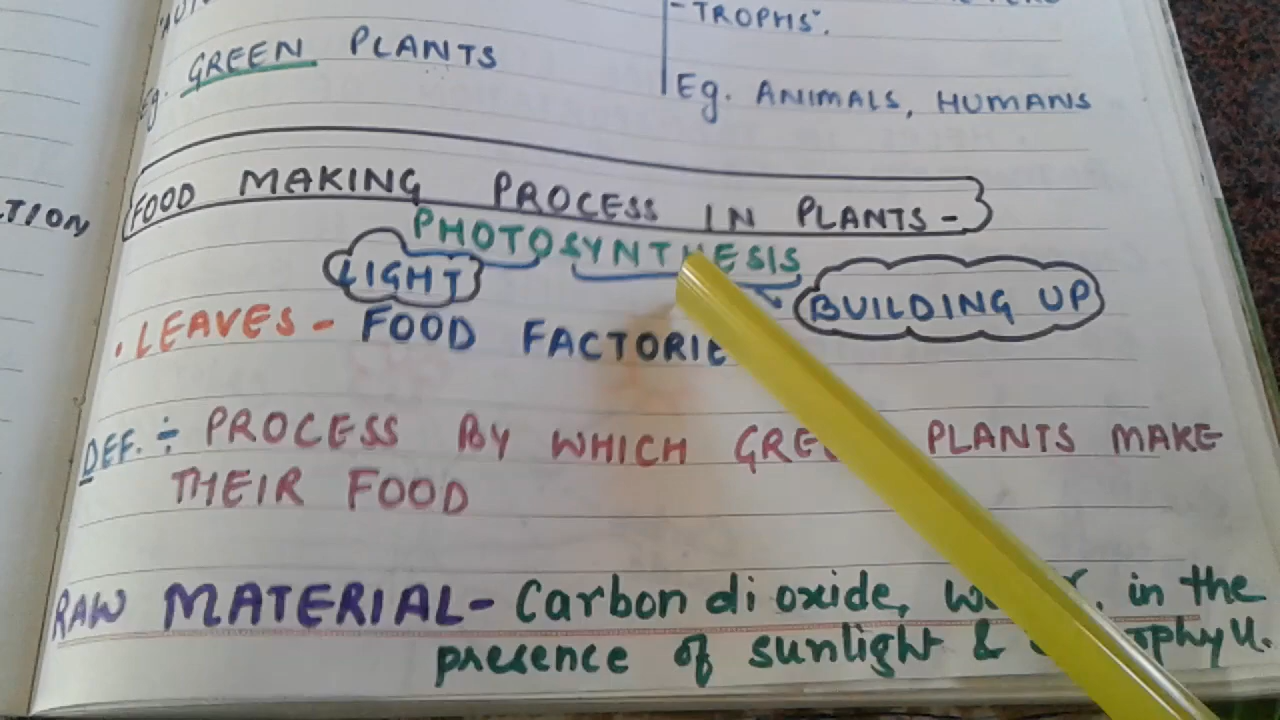 -TROPHS".
GREEN PLANTS
Eg. ANIMALS, HUMANS
FOOD MAKING PROCESS IN PLANTS-
PHOTOSYNTHESIS
LIGHT
BUILDING UP
. LEAVES - FOOD FACTORIE
DEF. ÷ PROCESS BY WHICH PLANTS MAKE
THEIR FOOD
RAW MATERIAL- Carbon di oxide, in the
presence of sunlight &